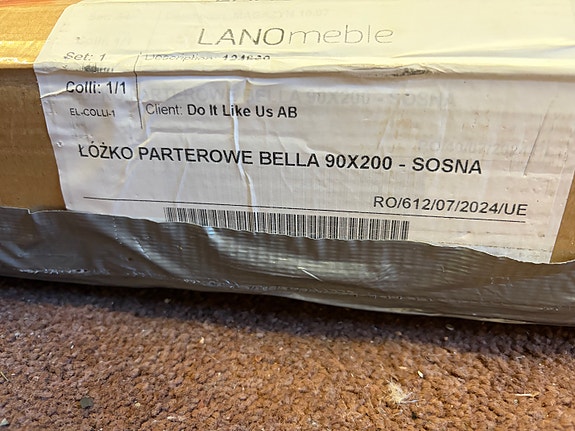 LANOmeble
Set: 1
Colli: 1/1
EL-COLLI-1
Client: Do It Like Us AB
ŁÓŻKO PARTEROWE BELLA 90X200 - SOSNA
RO/612/07/2024/UE